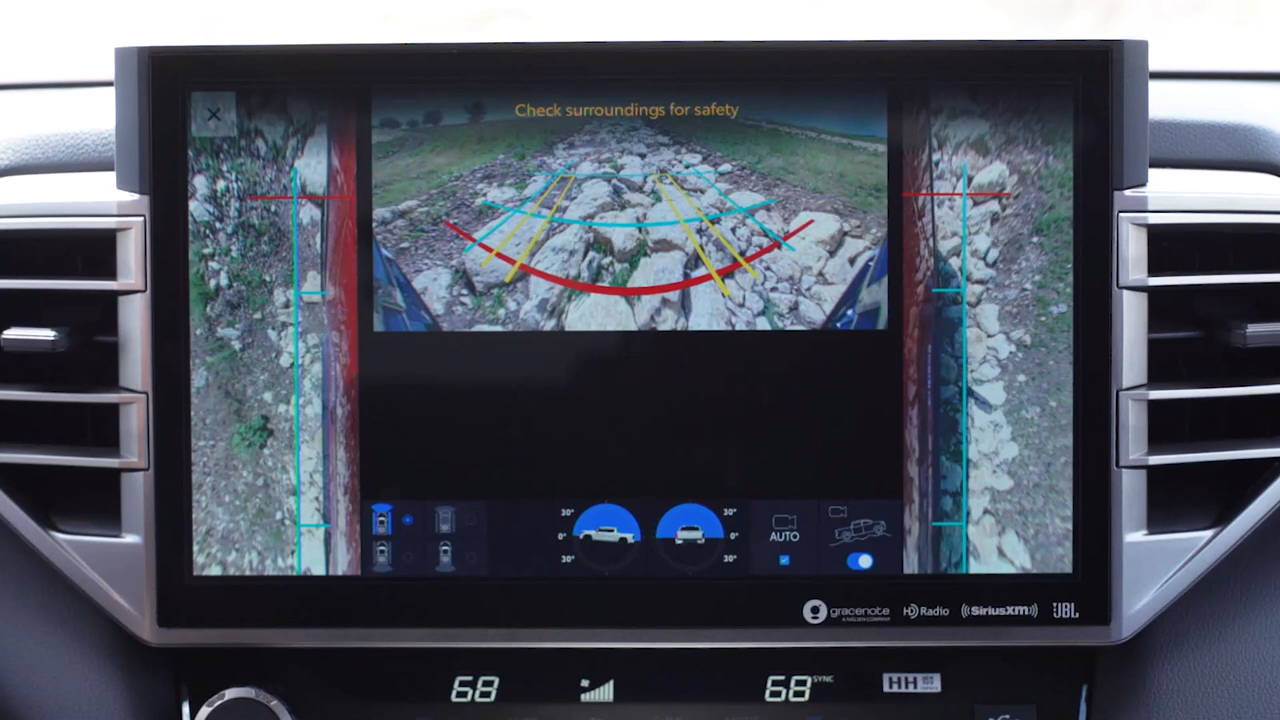 Check surroundings for safety
30°
0°
30°
30°
0°
30°
AUTO
gracenote
A NIELSEN COMPANY
HD Radio
((SiriusXM))
JBL
68
68 SYNC
HH